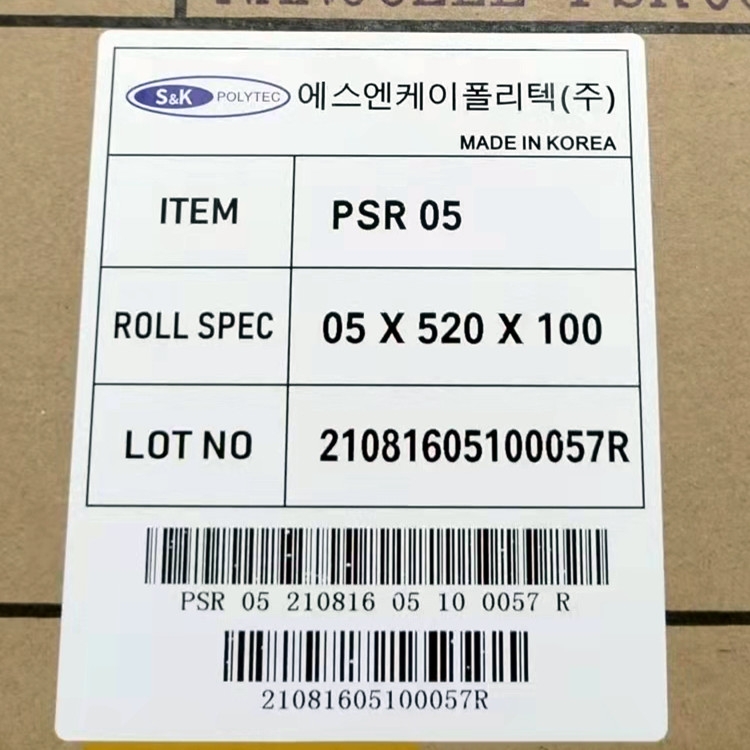 S&K POLYTEC 에스엔케이폴리텍(주)
MADE IN KOREA
ITEM PSR 05
ROLL SPEC 05 X 520 X 100
LOT NO 21081605100057R
PSR 05 210816 05 10 0057 R
21081605100057R